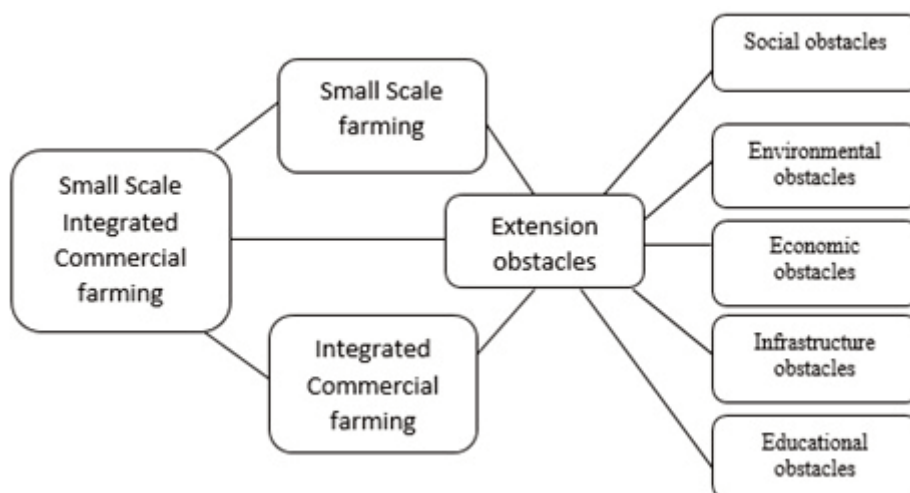 Small Scale
Integrated
Commercial
farming
Small Scale
farming
Integrated
Commercial
farming
Extension
obstacles
Social obstacles
Environmental
obstacles
Economic
obstacles
Infrastructure
obstacles
Educational
obstacles